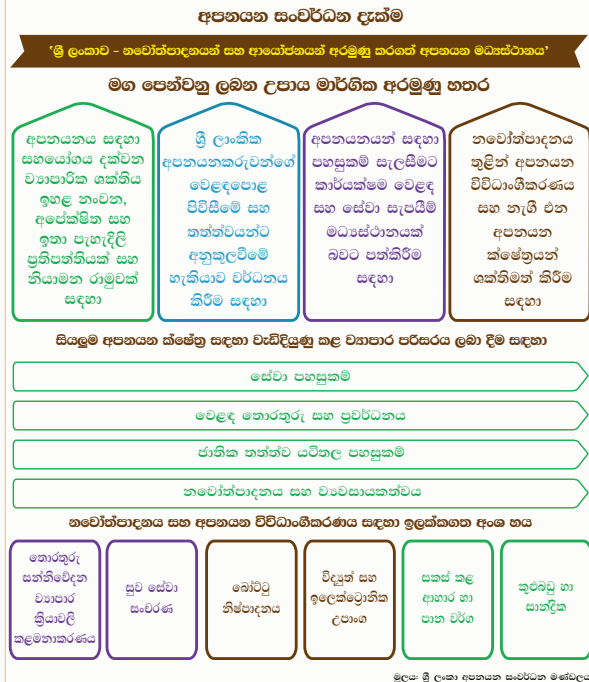 අපනයන සංවර්ධන දැක්ම
‘ශ්‍රී ලංකාව - නවෝත්පාදනයන් සහ ආයෝජනයන් අරමුණු කරගත් අපනයන මධ්‍යස්ථානය’
මග පෙන්වනු ලබන උපාය මාර්ගික අරමුණු හතර
අපනයනය සඳහා
සහයෝගය දක්වන
ව්‍යාපාරික ශක්තිය
ඉහළ නංවන,
අපේක්ෂිත සහ
ඉතා පැහැදිලි
ප්‍රතිපත්තියක් සහ
නියාමන රාමුවක්
සඳහා
ශ්‍රී ලාංකික
අපනයනකරුවන්ගේ
වෙළඳපොළ
පිවිසීමේ සහ
තත්ත්වයන්ට
අනුකූලවීමේ
හැකියාව වර්ධනය
කිරීම සඳහා
අපනයනයන් සඳහා
පහසුකම් සැලසීමට
කාර්යක්ෂම වෙළඳ
සහ සේවා සැපයීම්
මධ්‍යස්ථානයක්
බවට පත්කිරීම
සඳහා
නවෝත්පාදනය
තුළින් අපනයන
විවිධාංගීකරණය
සහ නැගී එන
අපනයන
ක්ෂේත්‍රයන්
ශක්තිමත් කිරීම
සඳහා
සියලුම අපනයන ක්ෂේත්‍ර සඳහා වැඩිදියුණු කළ ව්‍යාපාර පරිසරය ලබා දීම සඳහා
සේවා පහසුකම්
වෙළඳ තොරතුරු සහ ප්‍රවර්ධනය
ජාතික තත්ත්ව යටිතල පහසුකම්
නවෝත්පාදනය සහ ව්‍යවසායකත්වය
නවෝත්පාදනය සහ අපනයන විවිධාංගීකරණය සඳහා ඉලක්කගත අංශ හය
තොරතුරු
සන්නිවේදන
ව්‍යාපාර
ක්‍රියාවලි
කළමනාකරණය
සුව සේවා
සංචරණ
බෝට්ටු
නිෂ්පාදනය
විද්‍යුත් සහ
ඉලෙක්ට්‍රොනික
උපාංග
සකස් කළ
ආහාර හා
පාන වර්ග
කුළුබඩු හා
සාන්ද්‍රික
මූලය: ශ්‍රී ලංකා අපනයන සංවර්ධන මණ්ඩලය